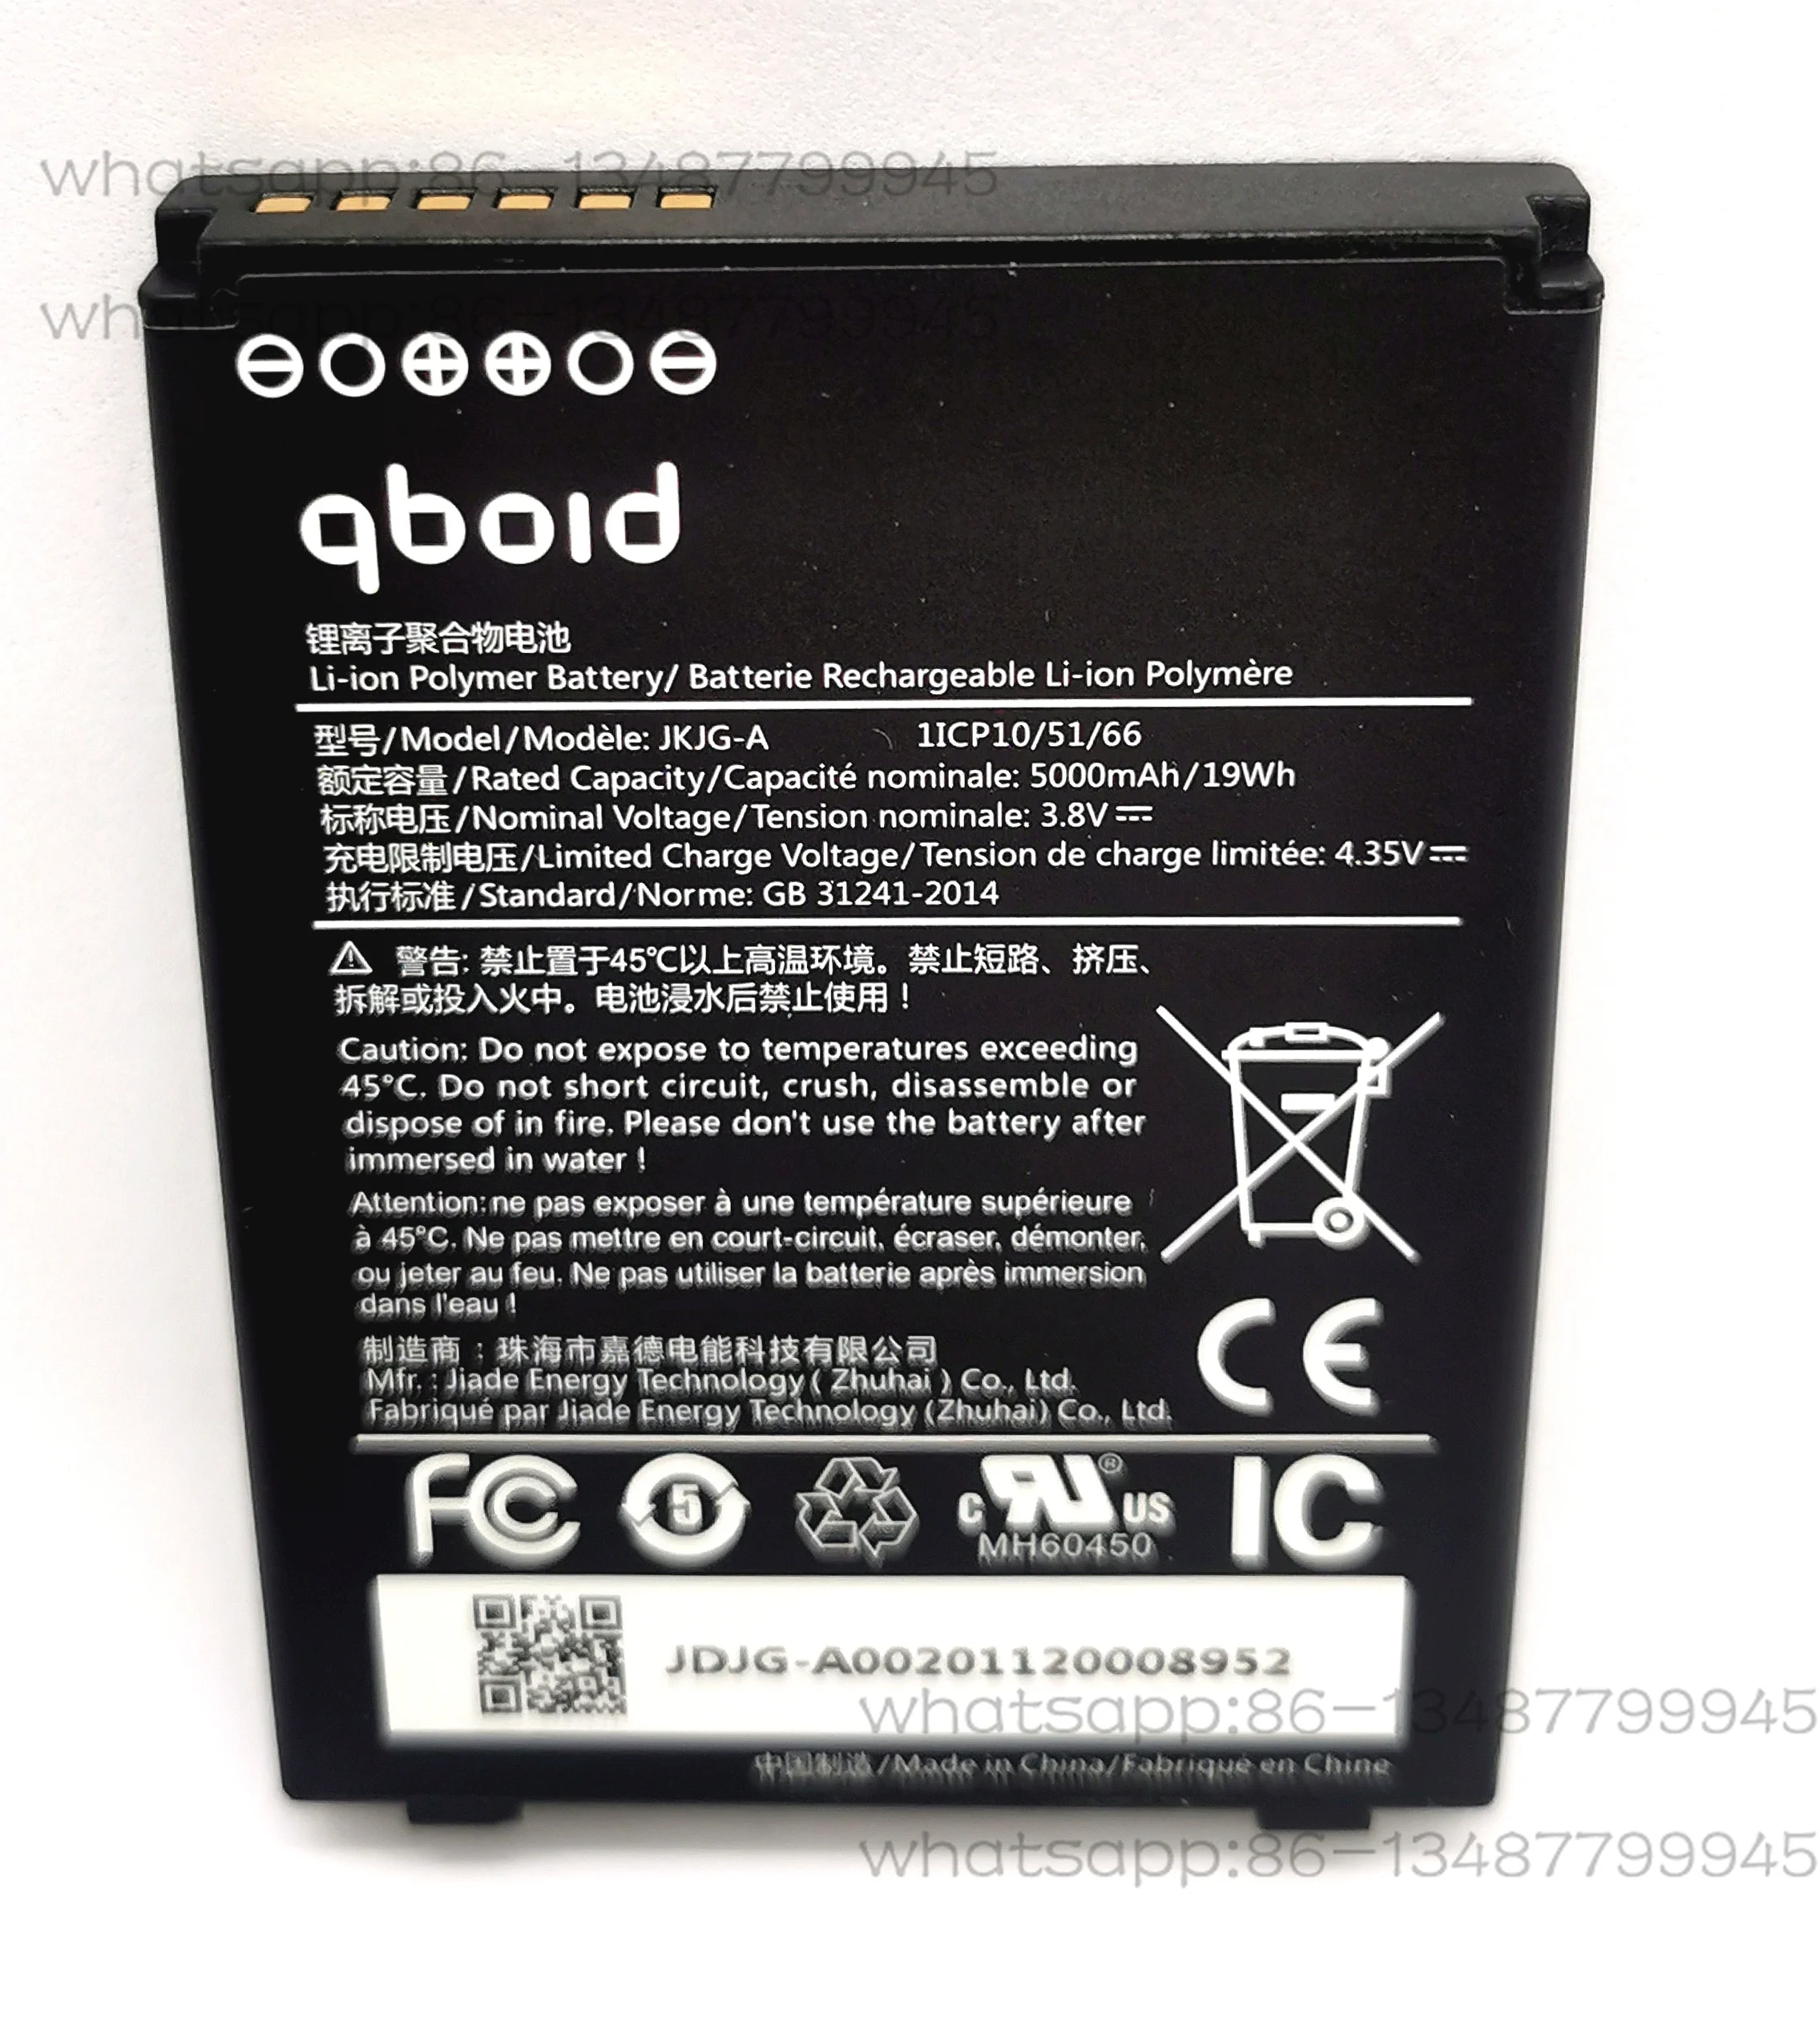 whatsapp:86-13487799945
whatsapp:86-13487799945
qboid
锂离子聚合物电池
Li-ion Polymer Battery/ Batterie Rechargeable Li-ion Polymère
型号/Model/Modèle: JKJG-A 1ICP10/51/66
额定容量/Rated Capacity/Capacité nominale: 5000mAh/19Wh
标称电压/Nominal Voltage/Tension nominale: 3.8V⎓
充电限制电压/Limited Charge Voltage/Tension de charge limitée: 4.35V⎓
执行标准/Standard/Norme: GB 31241-2014
⚠ 警告: 禁止置于45℃以上高温环境。禁止短路、挤压、
拆解或投入火中。电池浸水后禁止使用！
Caution: Do not expose to temperatures exceeding
45°C. Do not short circuit, crush, disassemble or
dispose of in fire. Please don't use the battery after
immersed in water !
Attention:ne pas exposer à une température supérieure
à 45°C. Ne pas mettre en court-circuit, écraser, démonter,
ou jeter au feu. Ne pas utiliser la batterie après immersion
dans l'eau !
制造商：珠海市嘉德电能科技有限公司
Mfr. : Jiade Energy Technology ( Zhuhai ) Co., Ltd.
Fabriqué par Jiade Energy Technology (Zhuhai) Co., Ltd.
CE
FC 5 c RU ® US IC
MH60450
JDJG-A00201120008952
whatsapp:86-13487799945
中国制造/Made in China/Fabriqué en Chine
whatsapp:86-13487799945